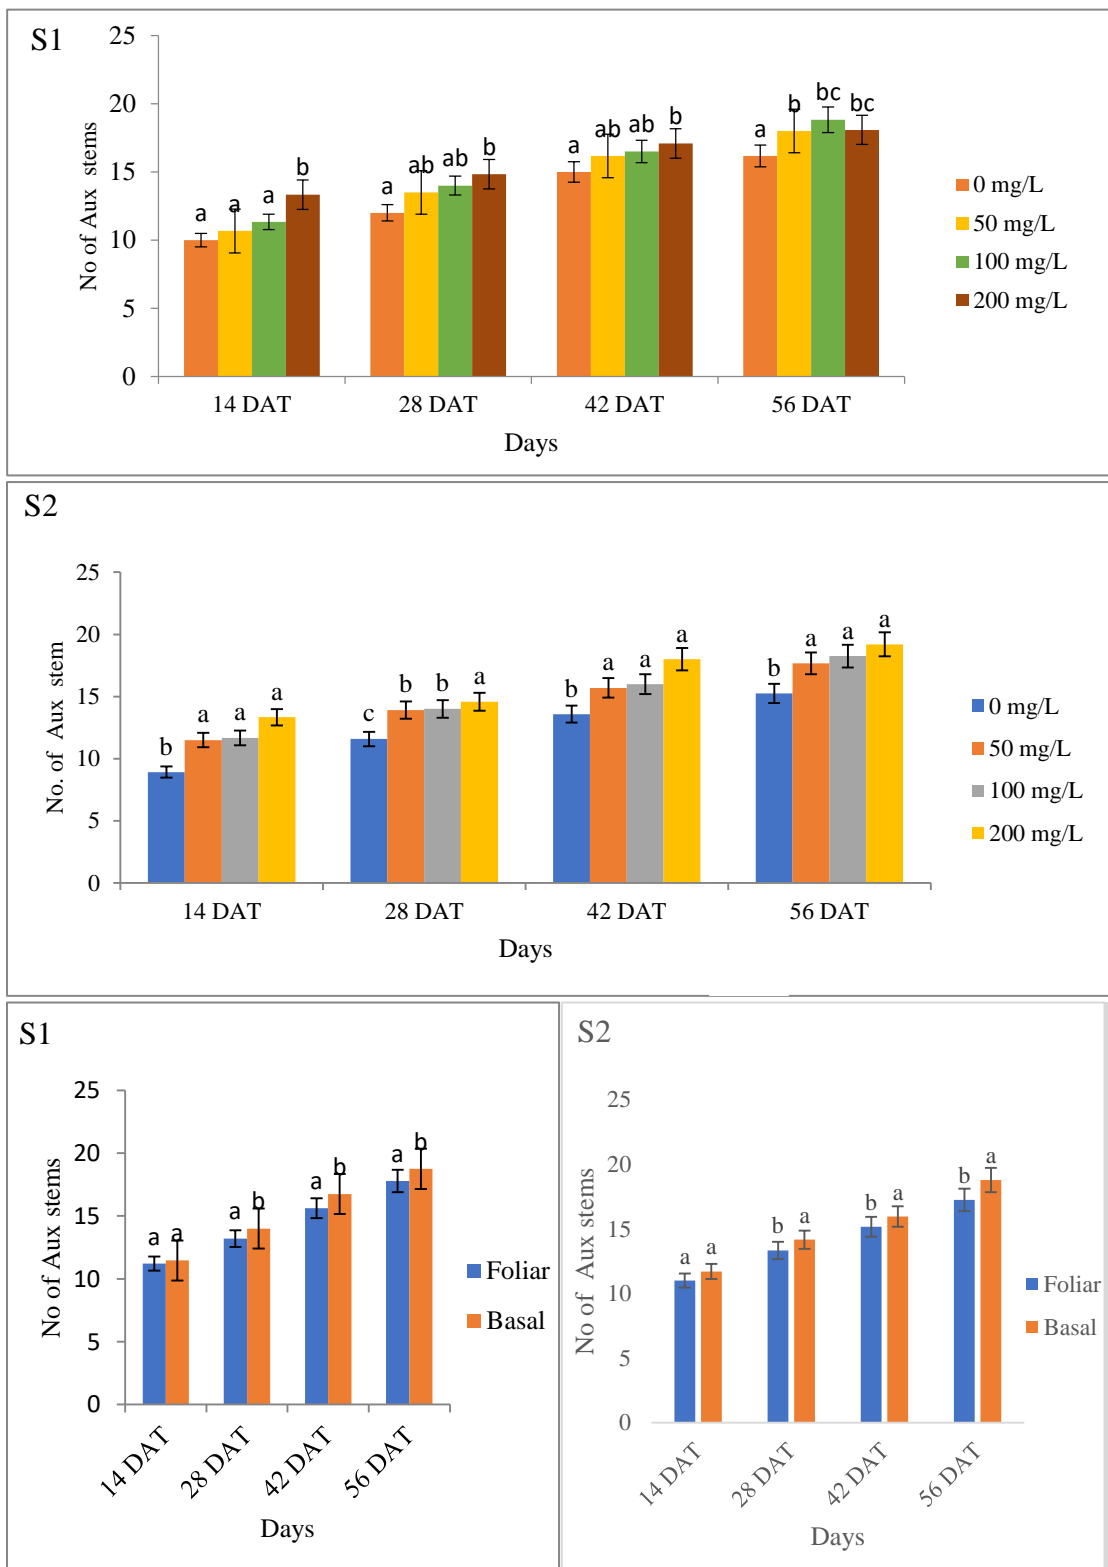 S1
25
20
15
10
5
0
No of Aux stems
a a a b
a ab ab b
a ab ab b
a b bc bc
14 DAT 28 DAT 42 DAT 56 DAT
Days
0 mg/L
50 mg/L
100 mg/L
200 mg/L
S2
25
20
15
10
5
0
No. of Aux stem
b a a a
c b b a
b a a a
b a a a
14 DAT 28 DAT 42 DAT 56 DAT
Days
0 mg/L
50 mg/L
100 mg/L
200 mg/L
S1
25
20
15
10
5
0
No of Aux stems
a a
a b
a b
a b
14 DAT 28 DAT 42 DAT 56 DAT
Days
Foliar
Basal
S2
25
20
15
10
5
0
No of Aux stems
a a
b a
b a
b a
14 DAT 28 DAT 42 DAT 56 DAT
Days
Foliar
Basal